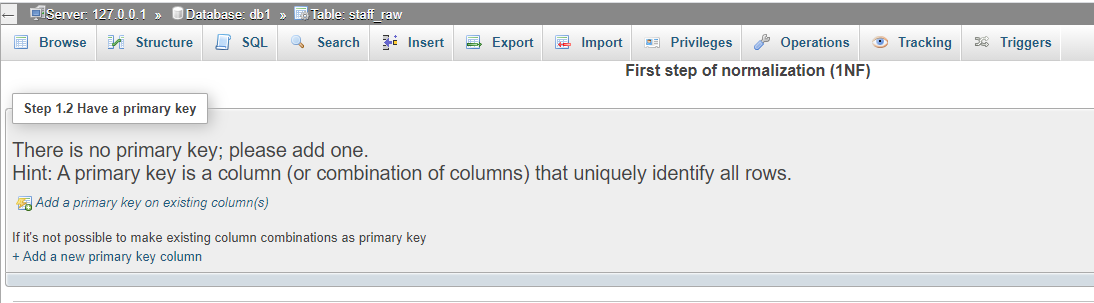 ← Server: 127.0.0.1 » Database: db1 » Table: staff_raw
Browse Structure SQL Search Insert Export Import Privileges Operations Tracking Triggers
First step of normalization (1NF)
Step 1.2 Have a primary key
There is no primary key; please add one.
Hint: A primary key is a column (or combination of columns) that uniquely identify all rows.
Add a primary key on existing column(s)
If it's not possible to make existing column combinations as primary key
+ Add a new primary key column